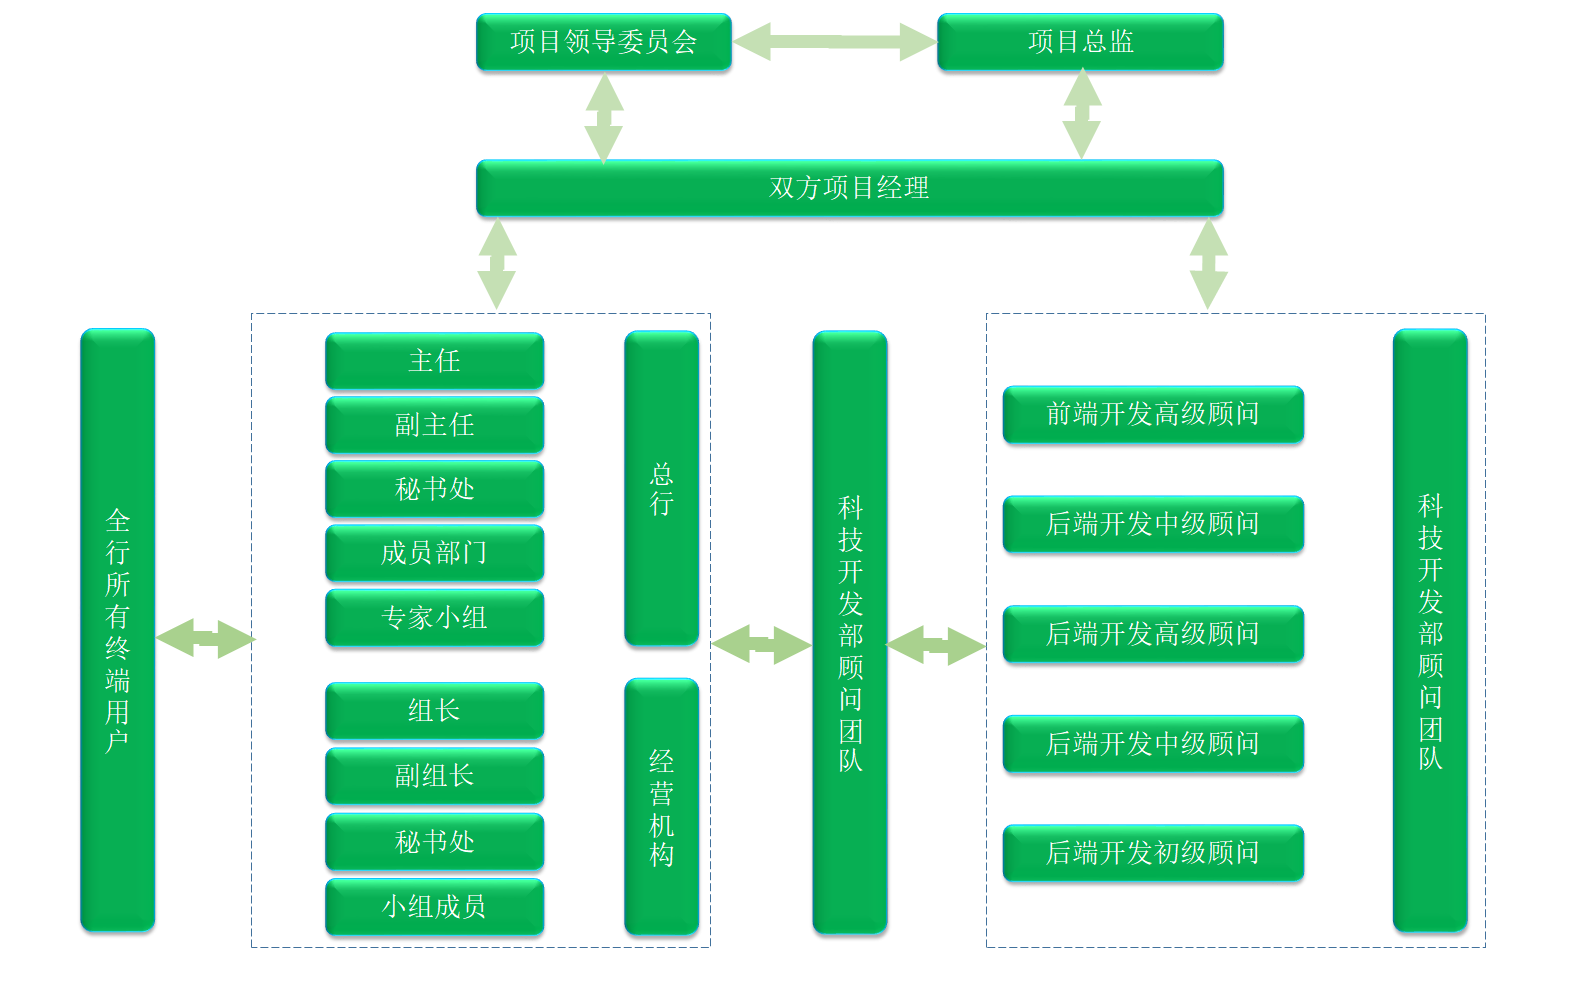 项目领导委员会
项目总监
双方项目经理
全行所有终端用户
主任
副主任
秘书处
成员部门
专家小组
总行
组长
副组长
秘书处
小组成员
经营机构
科技开发部顾问团队
前端开发高级顾问
后端开发中级顾问
后端开发高级顾问
后端开发中级顾问
后端开发初级顾问
科技开发部顾问团队